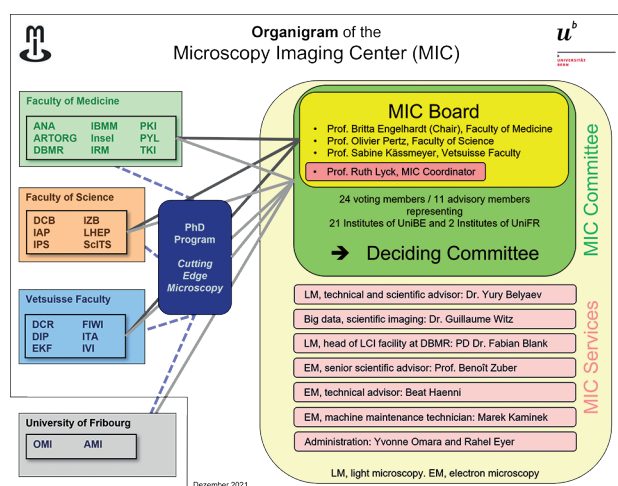 Organigram of the
Microscopy Imaging Center (MIC)
u b
b
UNIVERSITÄT
BERN
Faculty of Medicine
ANA IBMM PKI
ARTORG Insel PYL
DBMR IRM TKI
Faculty of Science
DCB IZB
IAP LHEP
IPS ScITS
Vetsuisse Faculty
DCR FIWI
DIP ITA
EKF IVI
University of Fribourg
OMI AMI
PhD
Program
Cutting
Edge
Microscopy
MIC Board
• Prof. Britta Engelhardt (Chair), Faculty of Medicine
• Prof. Olivier Pertz, Faculty of Science
• Prof. Sabine Kässmeyer, Vetsuisse Faculty
• Prof. Ruth Lyck, MIC Coordinator
24 voting members / 11 advisory members
representing
21 Institutes of UniBE and 2 Institutes of UniFR
➔ Deciding Committee
MIC Committee
LM, technical and scientific advisor: Dr. Yury Belyaev
Big data, scientific imaging: Dr. Guillaume Witz
LM, head of LCI facility at DBMR: PD Dr. Fabian Blank
EM, senior scientific advisor: Prof. Benoît Zuber
EM, technical advisor: Beat Haenni
EM, machine maintenance technician: Marek Kaminek
Administration: Yvonne Omara and Rahel Eyer
MIC Services
LM, light microscopy. EM, electron microscopy
Dezember 2021